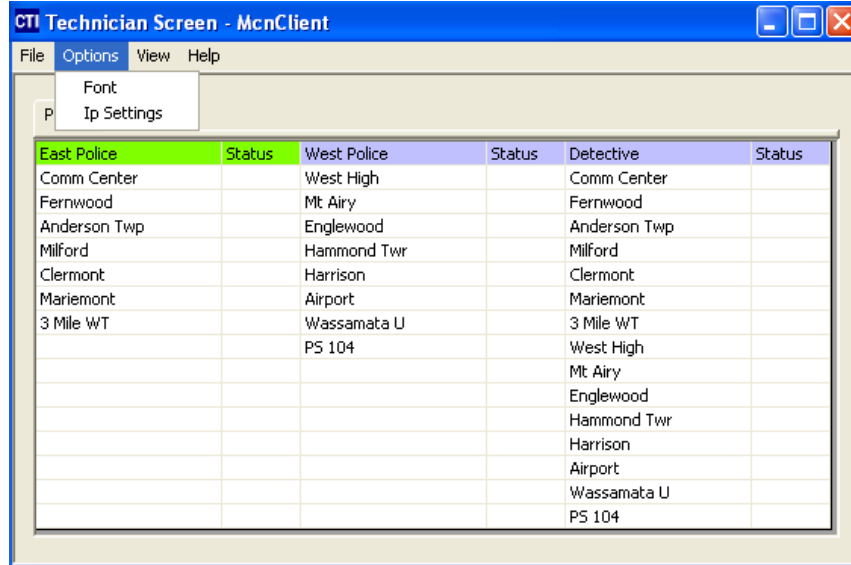 CTI Technician Screen - McnClient
File Options View Help
Font
P Ip Settings
East Police Status West Police Status Detective Status
Comm Center West High Comm Center
Fernwood Mt Airy Fernwood
Anderson Twp Englewood Anderson Twp
Milford Hammond Twr Milford
Clermont Harrison Clermont
Mariemont Airport Mariemont
3 Mile WT Wassamata U 3 Mile WT
PS 104 West High
Mt Airy
Englewood
Hammond Twr
Harrison
Airport
Wassamata U
PS 104